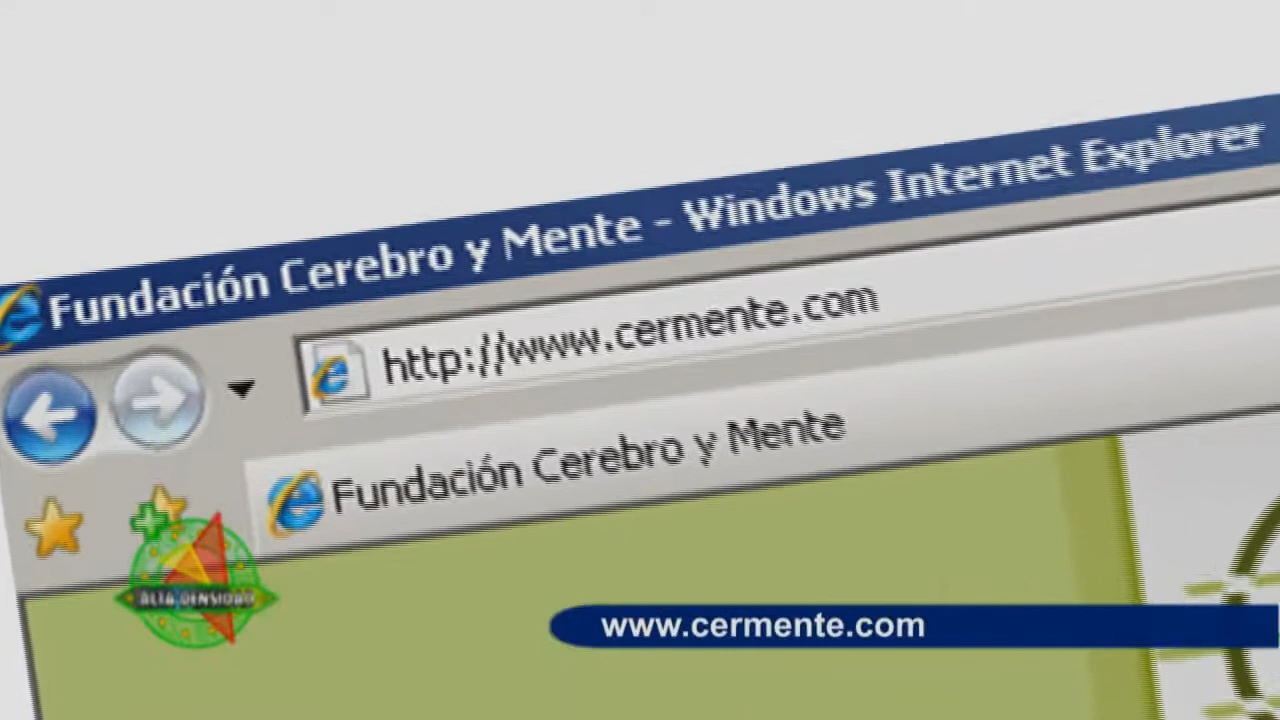 Fundación Cerebro y Mente - Windows Internet Explorer
http://www.cermente.com
Fundación Cerebro y Mente
ALTA DENSIDAD
www.cermente.com